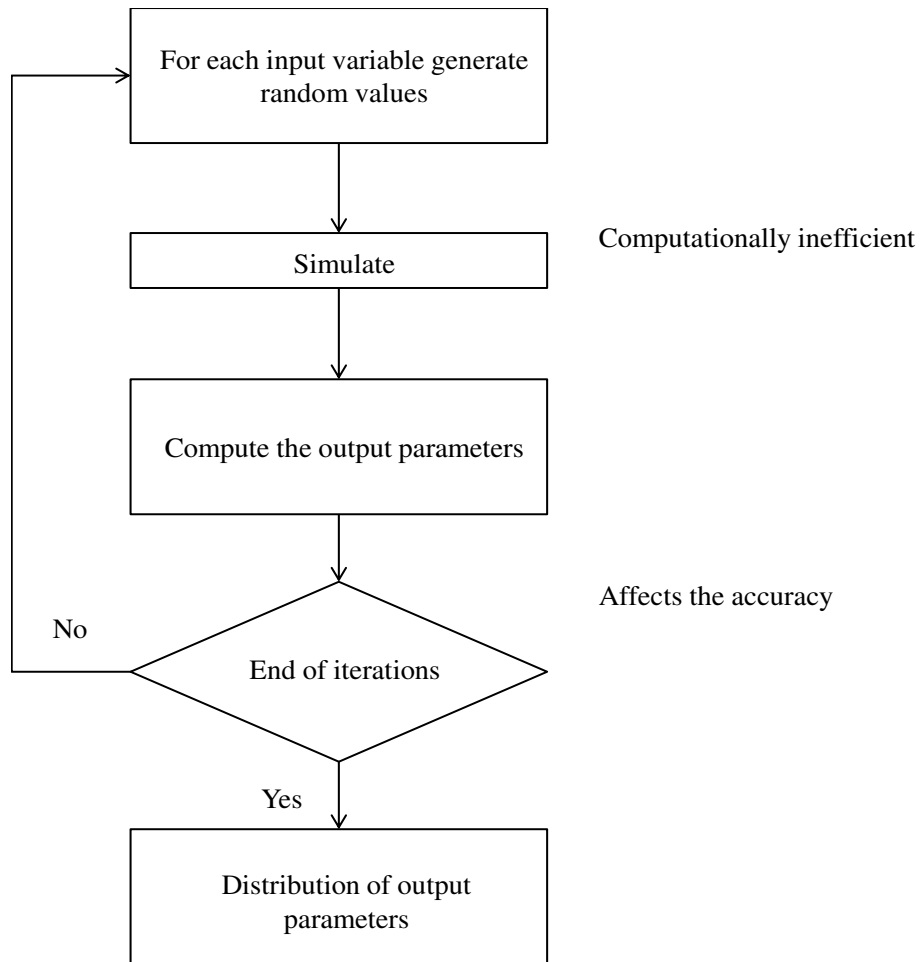 For each input variable generate
random values
Computationally inefficient
Simulate
Compute the output parameters
Affects the accuracy
No
End of iterations
Yes
Distribution of output
parameters